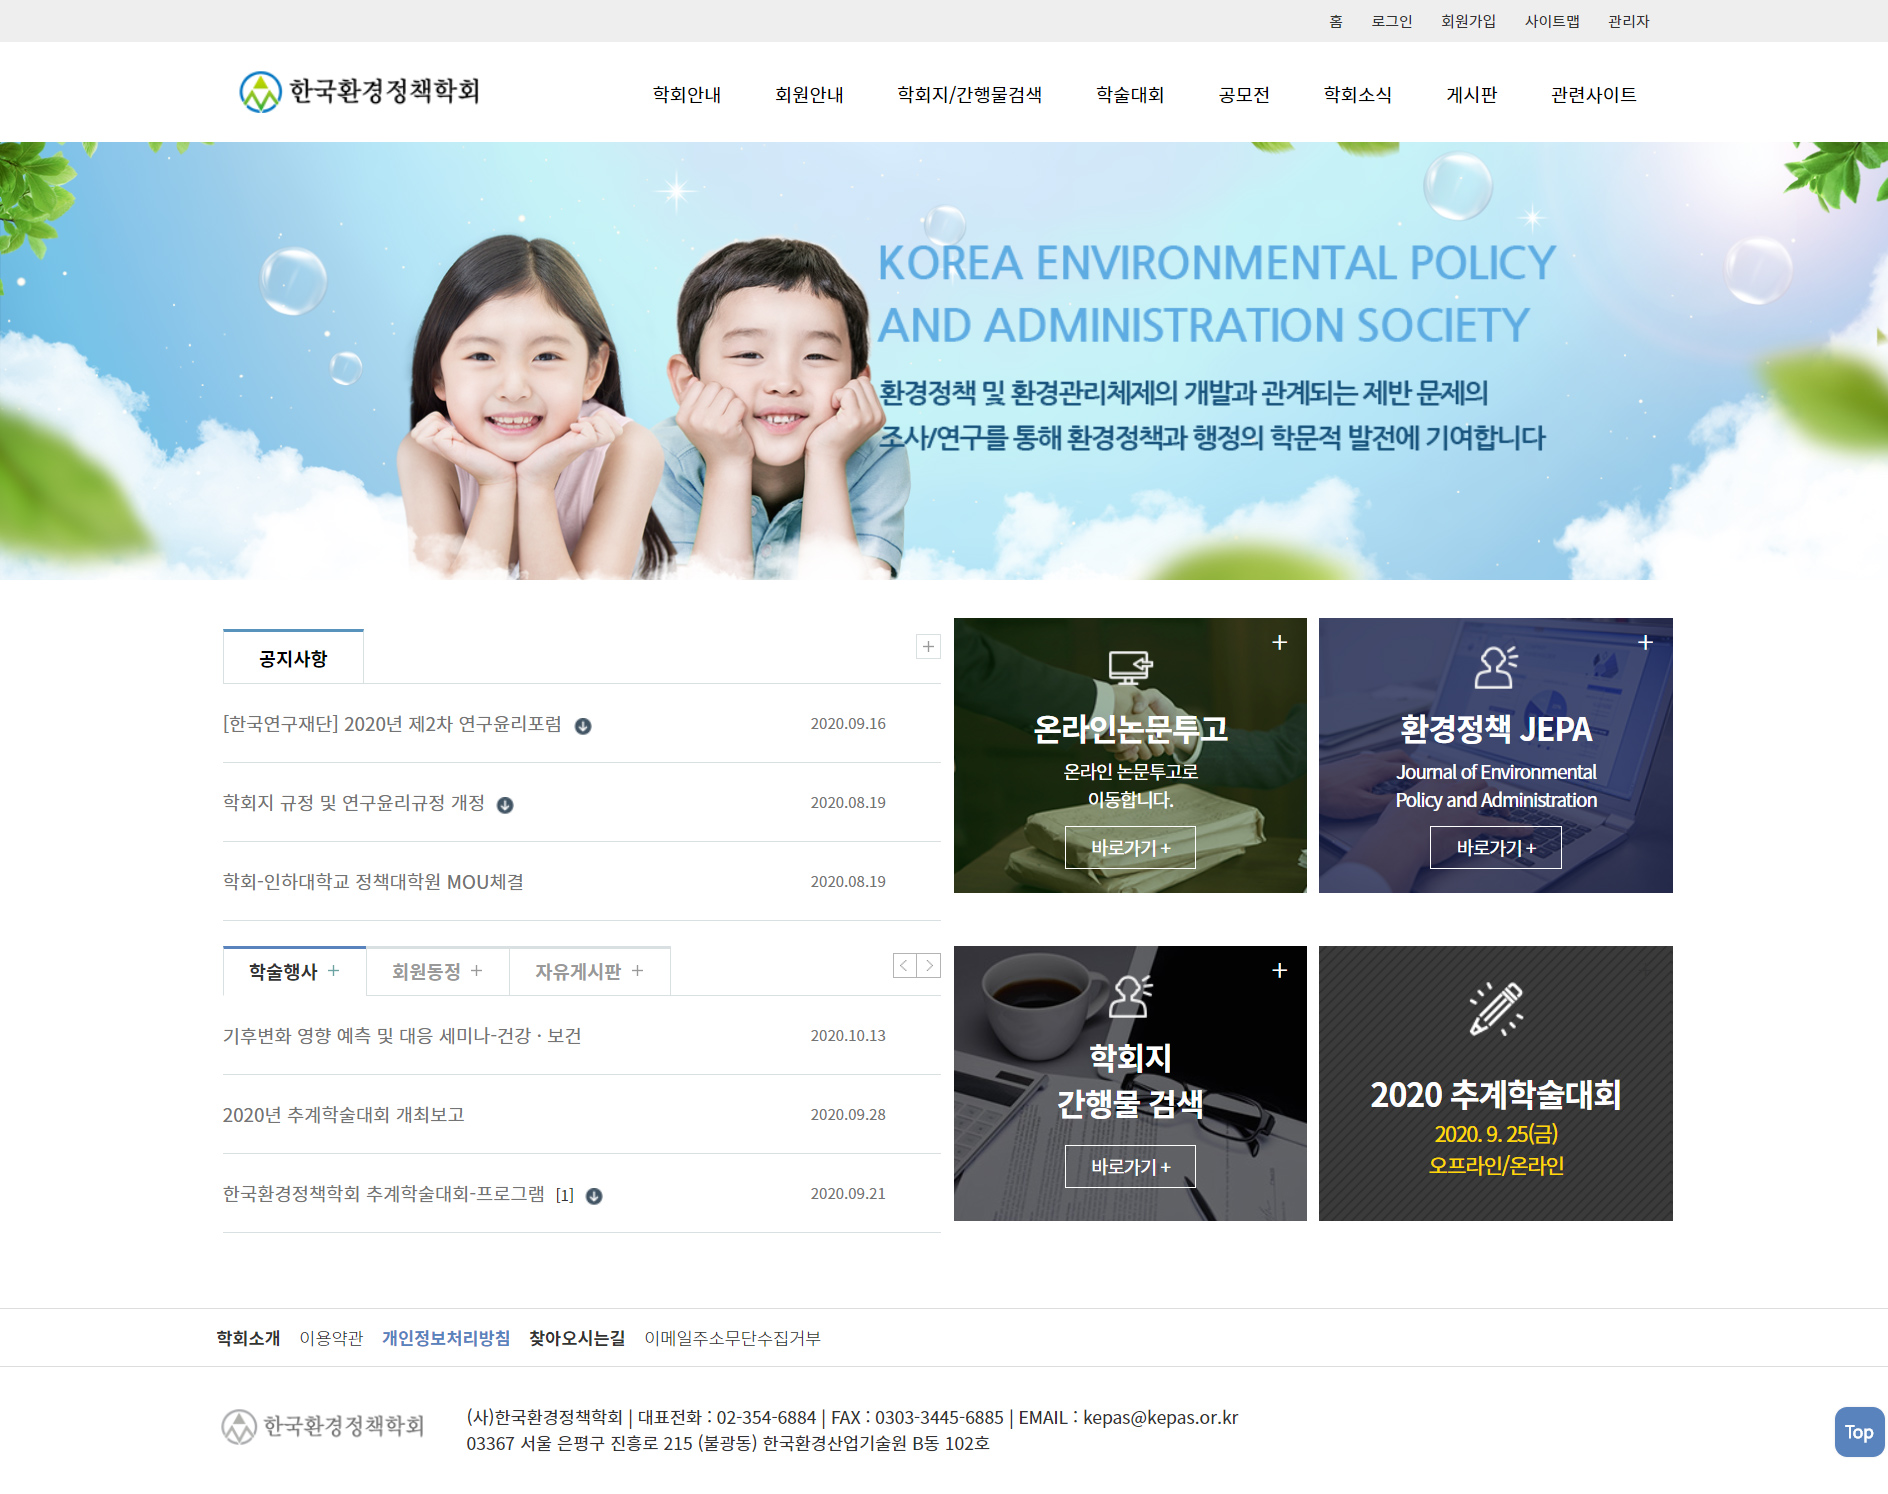 홈 로그인 회원가입 사이트맵 관리자
한국환경정책학회
학회안내 회원안내 학회지/간행물검색 학술대회 공모전 학회소식 게시판 관련사이트
KOREA ENVIRONMENTAL POLICY
AND ADMINISTRATION SOCIETY
환경정책 및 환경관리체제의 개발과 관계되는 제반 문제의
조사/연구를 통해 환경정책과 행정의 학문적 발전에 기여합니다
공지사항 +
[한국연구재단] 2020년 제2차 연구윤리포럼 2020.09.16
학회지 규정 및 연구윤리규정 개정 2020.08.19
학회-인하대학교 정책대학원 MOU체결 2020.08.19
+
온라인논문투고
온라인 논문투고로
이동합니다.
바로가기 +
+
환경정책 JEPA
Journal of Environmental
Policy and Administration
바로가기 +
학술행사 + 회원동정 + 자유게시판 +
기후변화 영향 예측 및 대응 세미나-건강 · 보건 2020.10.13
2020년 추계학술대회 개최보고 2020.09.28
한국환경정책학회 추계학술대회-프로그램 [1] 2020.09.21
+
학회지
간행물 검색
바로가기 +
2020 추계학술대회
2020. 9. 25(금)
오프라인/온라인
학회소개 이용약관 개인정보처리방침 찾아오시는길 이메일주소무단수집거부
한국환경정책학회
(사)한국환경정책학회 | 대표전화 : 02-354-6884 | FAX : 0303-3445-6885 | EMAIL : kepas@kepas.or.kr
03367 서울 은평구 진흥로 215 (불광동) 한국환경산업기술원 B동 102호
Top